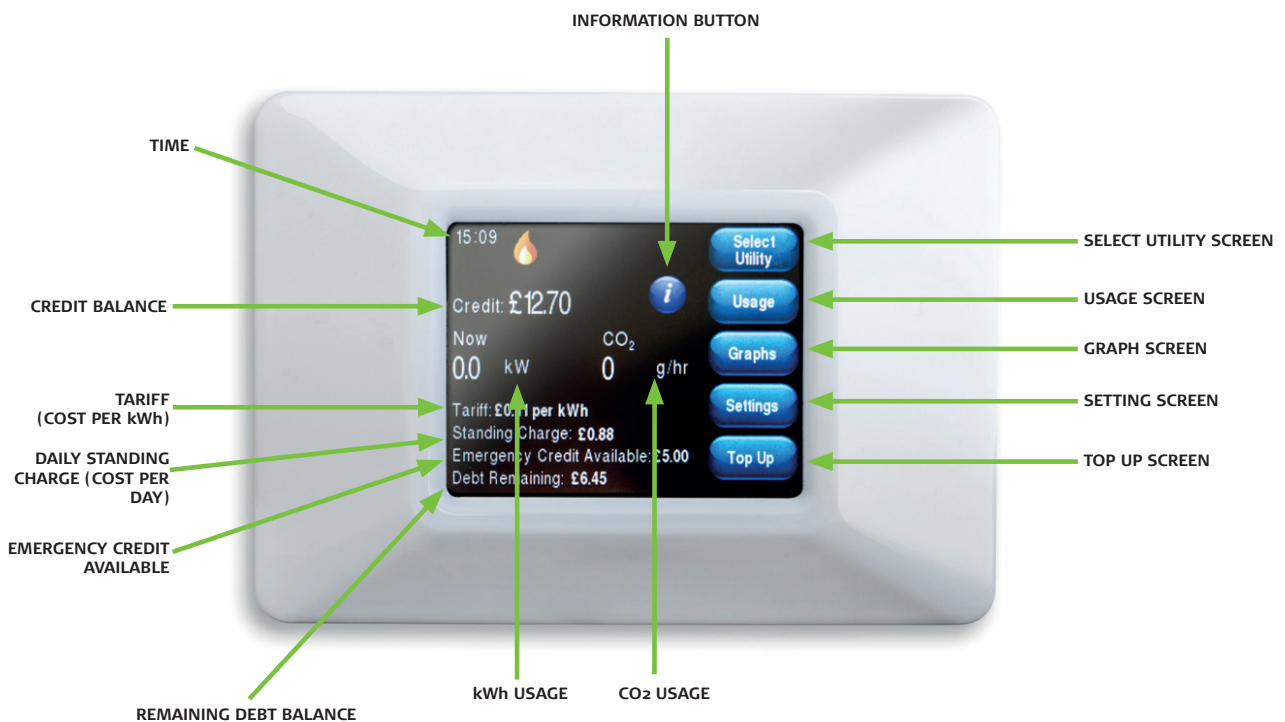 INFORMATION BUTTON
TIME
CREDIT BALANCE
TARIFF
(COST PER kWh)
DAILY STANDING
CHARGE (COST PER
DAY)
EMERGENCY CREDIT
AVAILABLE
REMAINING DEBT BALANCE
15:09
Credit: £12.70
i
Now
CO₂
0.0 kW
0 g/hr
Tariff: per kWh
Standing Charge: £0.88
Emergency Credit Available: £5.00
Debt Remaining: £6.45
Select
Utility
Usage
Graphs
Settings
Top Up
SELECT UTILITY SCREEN
USAGE SCREEN
GRAPH SCREEN
SETTING SCREEN
TOP UP SCREEN
kWh USAGE
CO2 USAGE